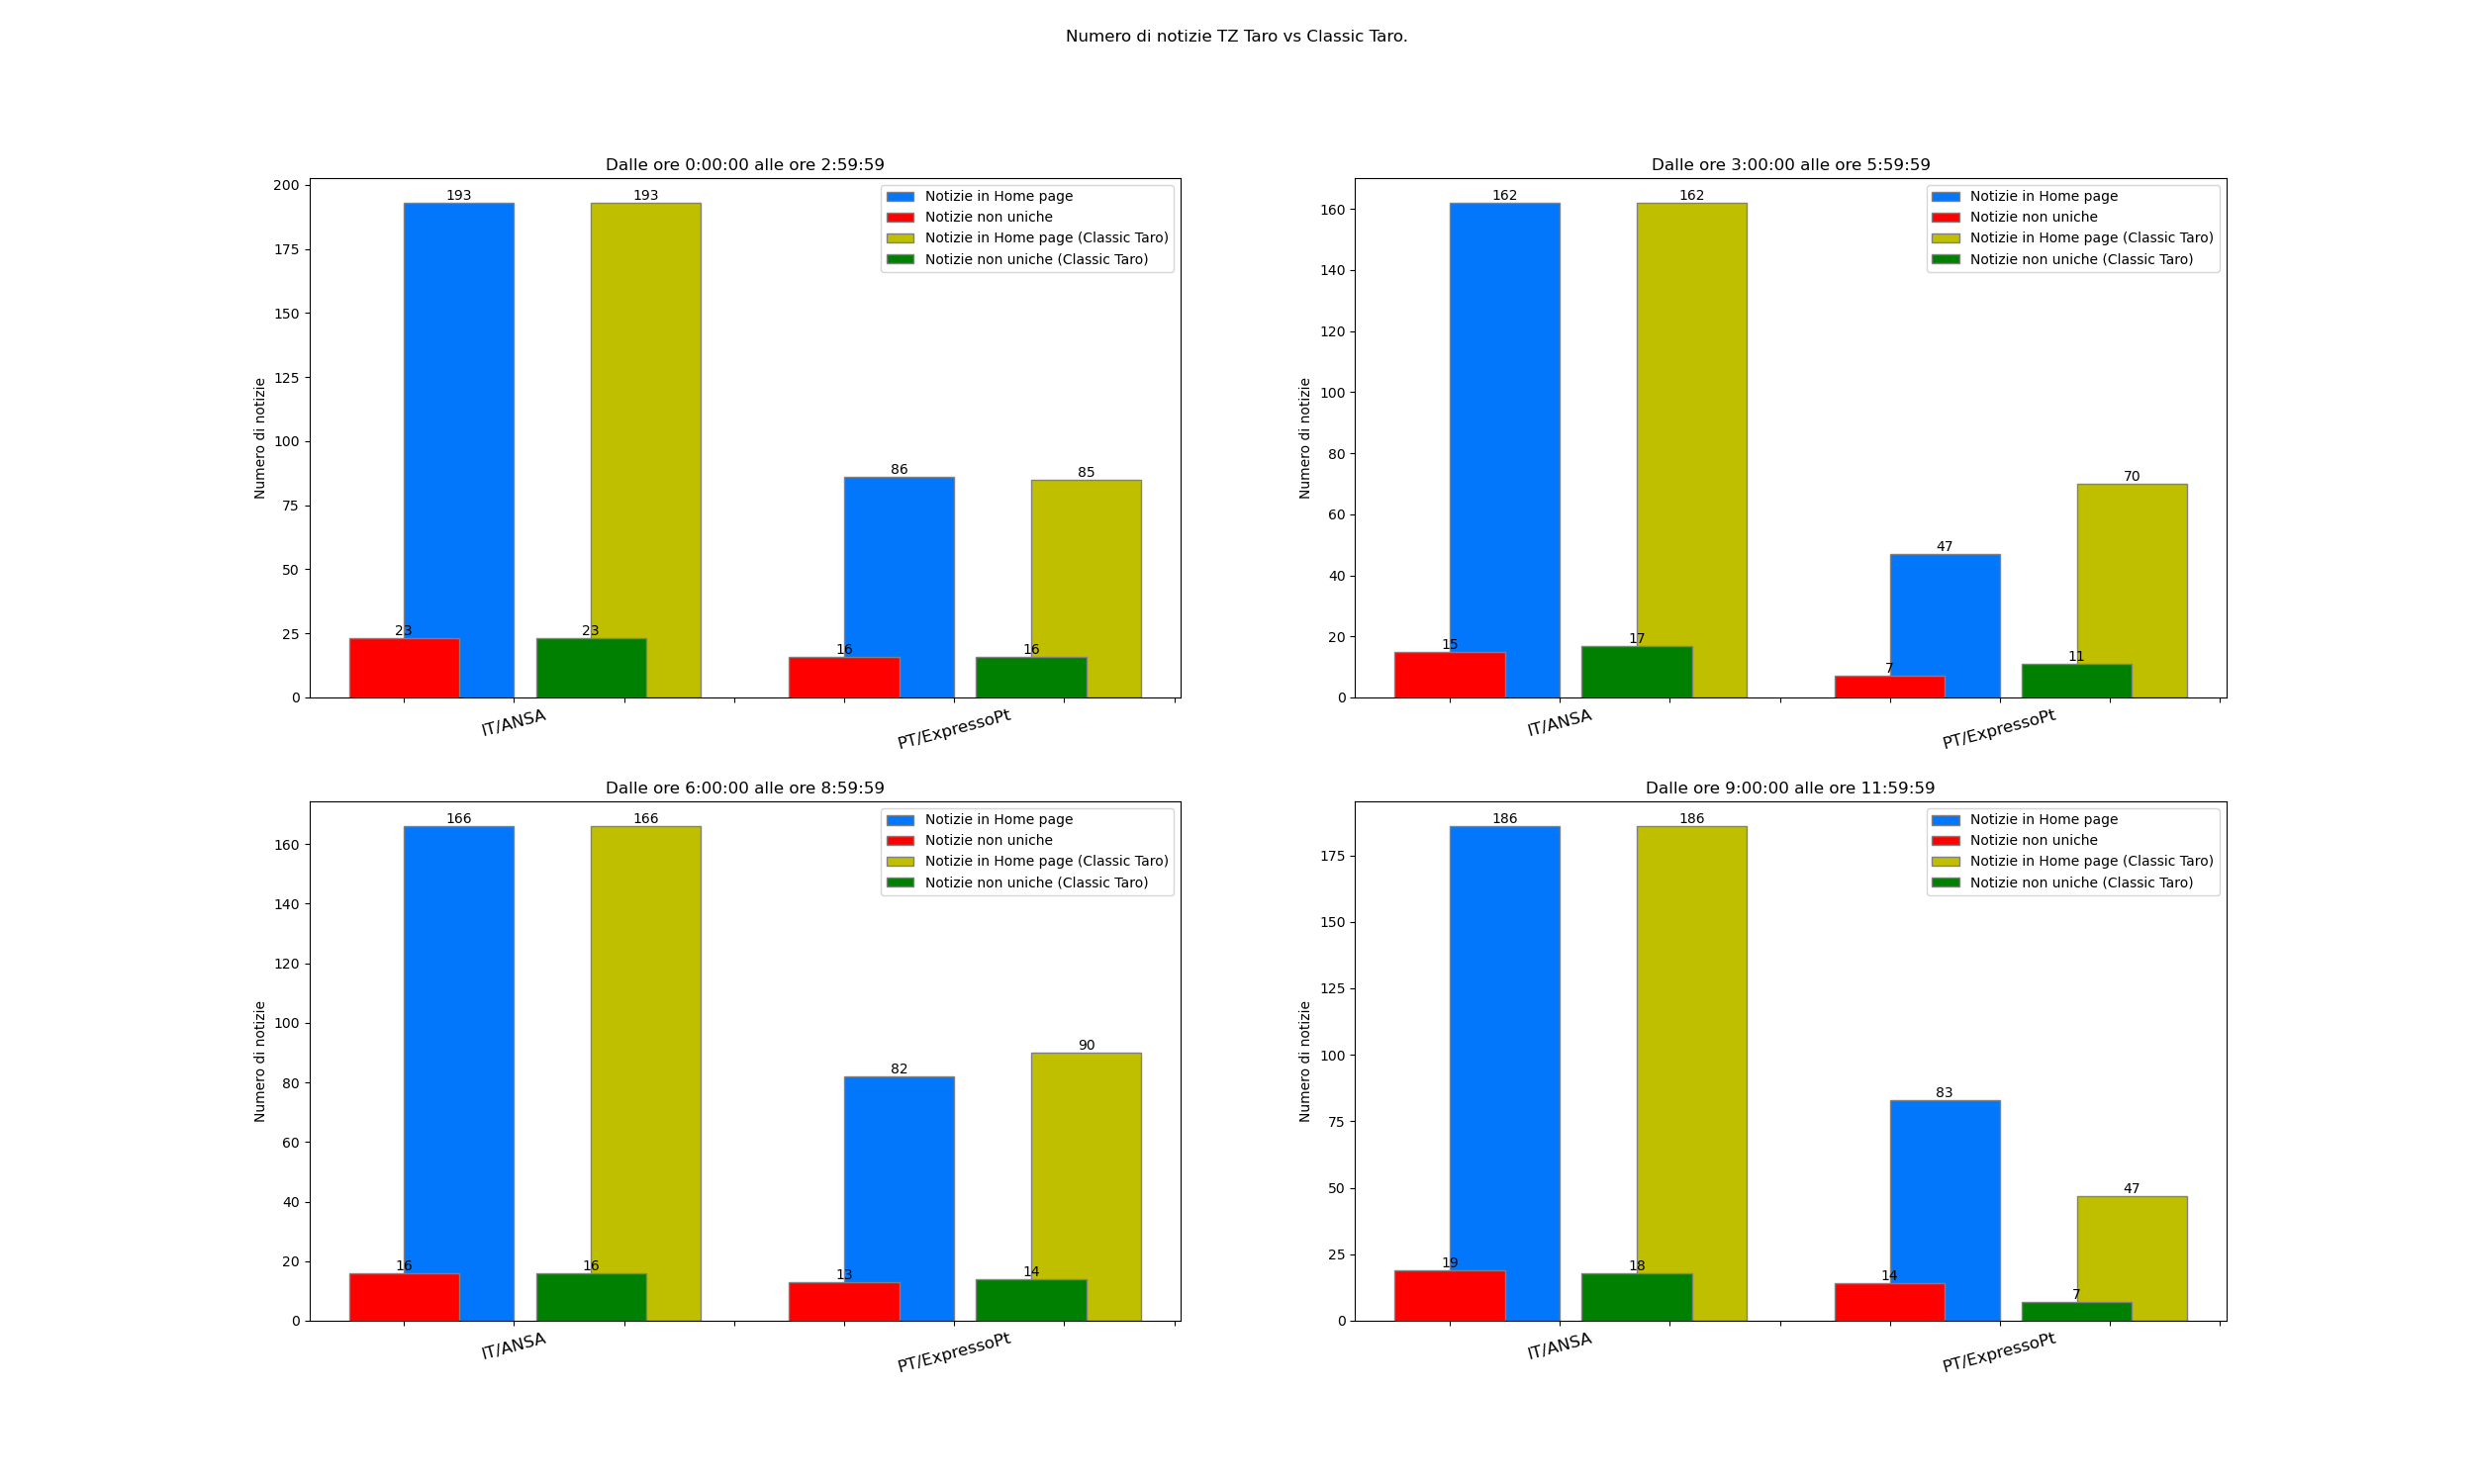 Numero di notizie TZ Taro vs Classic Taro.
Dalle ore 0:00:00 alle ore 2:59:59
Numero di notizie
200
175
150
125
100
75
50
25
0
193
193
86
85
23
23
16
16
Notizie in Home page
Notizie non uniche
Notizie in Home page (Classic Taro)
Notizie non uniche (Classic Taro)
IT/ANSA
PT/ExpressoPt
Dalle ore 3:00:00 alle ore 5:59:59
Numero di notizie
160
140
120
100
80
60
40
20
0
162
162
47
70
15
17
7
11
Notizie in Home page
Notizie non uniche
Notizie in Home page (Classic Taro)
Notizie non uniche (Classic Taro)
IT/ANSA
PT/ExpressoPt
Dalle ore 6:00:00 alle ore 8:59:59
Numero di notizie
160
140
120
100
80
60
40
20
0
166
166
82
90
16
16
13
14
Notizie in Home page
Notizie non uniche
Notizie in Home page (Classic Taro)
Notizie non uniche (Classic Taro)
IT/ANSA
PT/ExpressoPt
Dalle ore 9:00:00 alle ore 11:59:59
Numero di notizie
175
150
125
100
75
50
25
0
186
186
83
47
19
18
14
7
Notizie in Home page
Notizie non uniche
Notizie in Home page (Classic Taro)
Notizie non uniche (Classic Taro)
IT/ANSA
PT/ExpressoPt